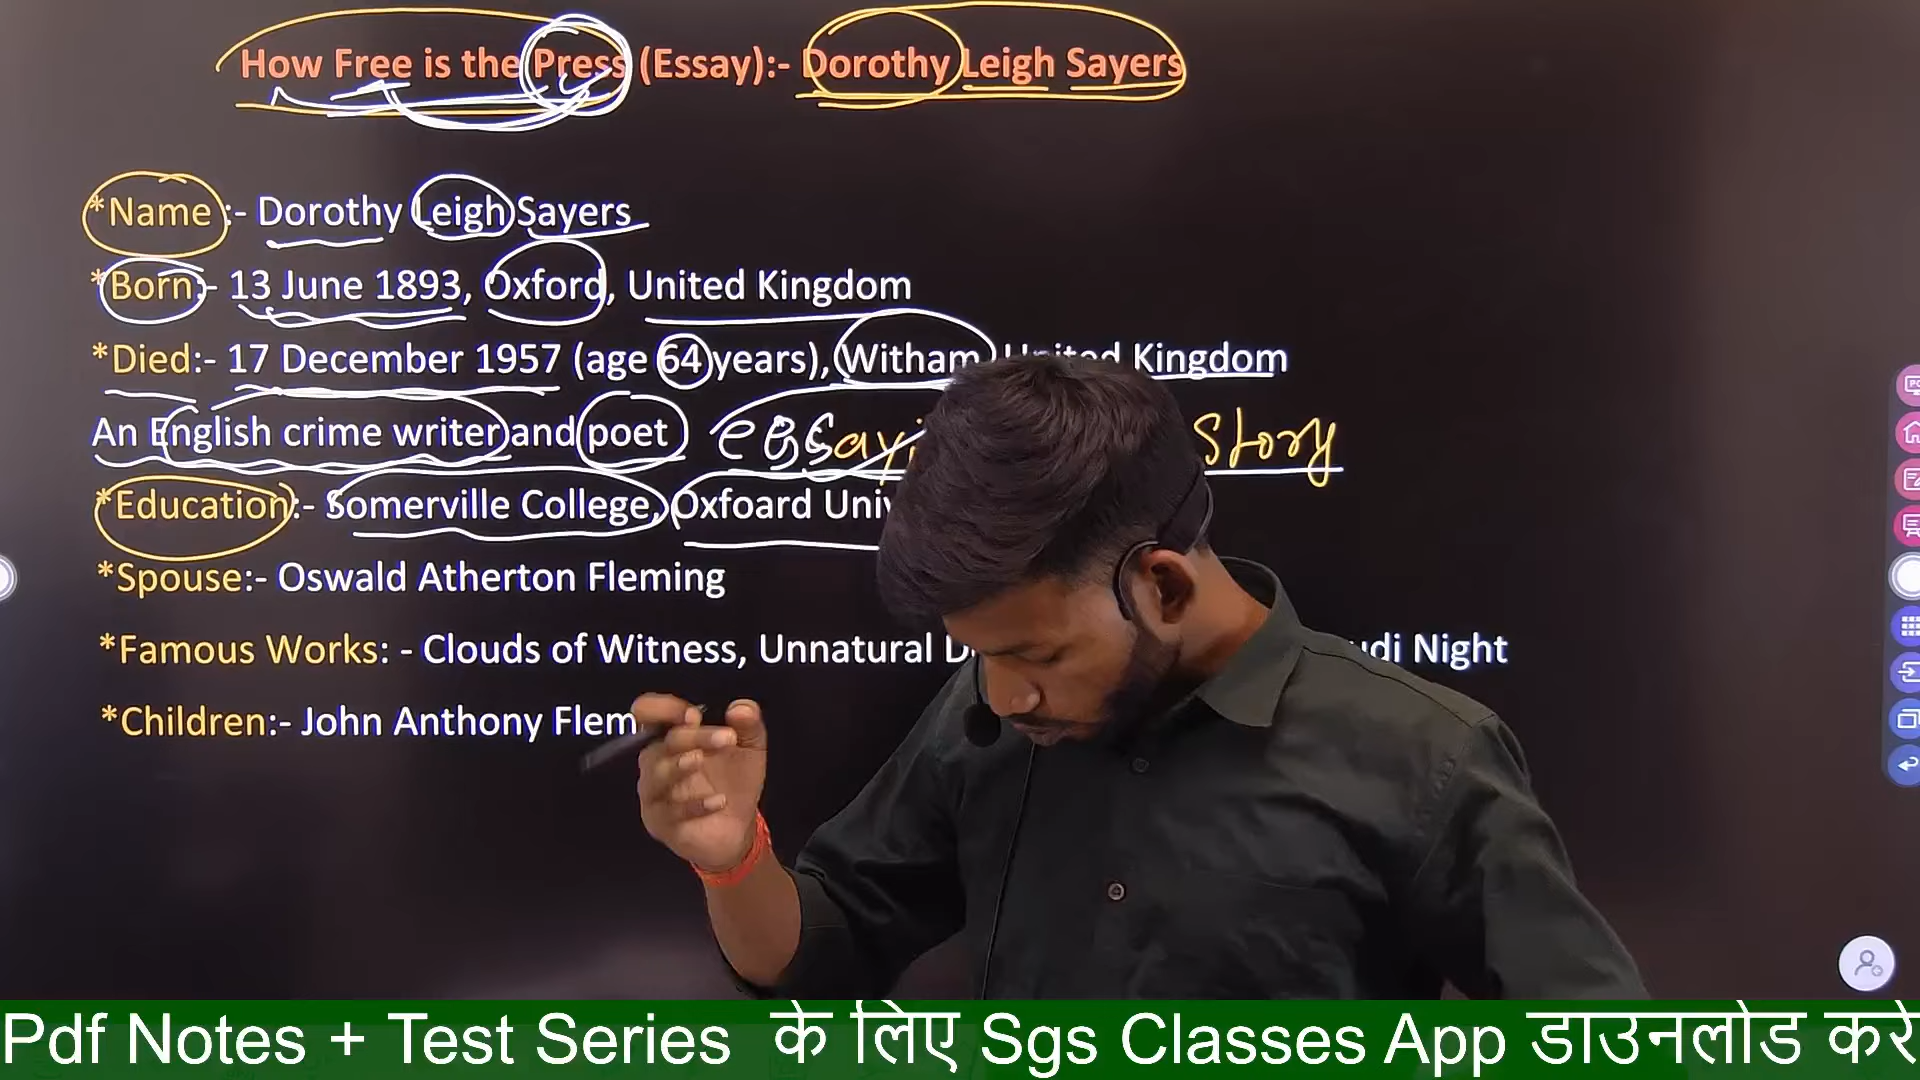 How Free is the Press (Essay):- Dorothy Leigh Sayers
*Name:- Dorothy Leigh Sayers
*Born:- 13 June 1893, Oxford, United Kingdom
*Died:- 17 December 1957 (age 64 years), Witham, United Kingdom
An English crime writer and poet Story
*Education:- Somerville College, Oxfoard
*Spouse:- Oswald Atherton Fleming
*Famous Works: - Clouds of Witness, Unnatural Night
*Children:- John Anthony
Pdf Notes + Test Series के लिए Sgs Classes App डाउनलोड करे